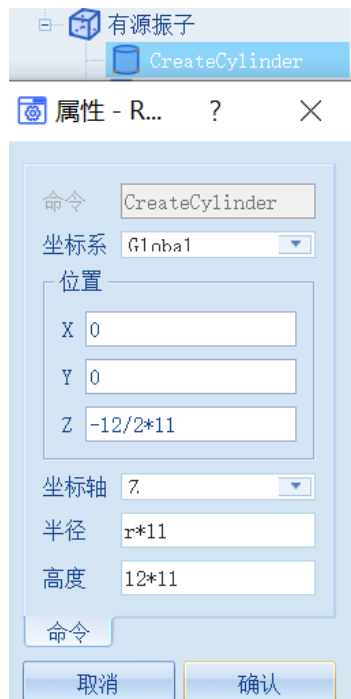 有源振子
CreateCylinder
属性 - R... ? ×
命令 CreateCylinder
坐标系 Global
位置
X 0
Y 0
Z -12/2*11
坐标轴 Z
半径 r*11
高度 12*11
命令
取消 确认